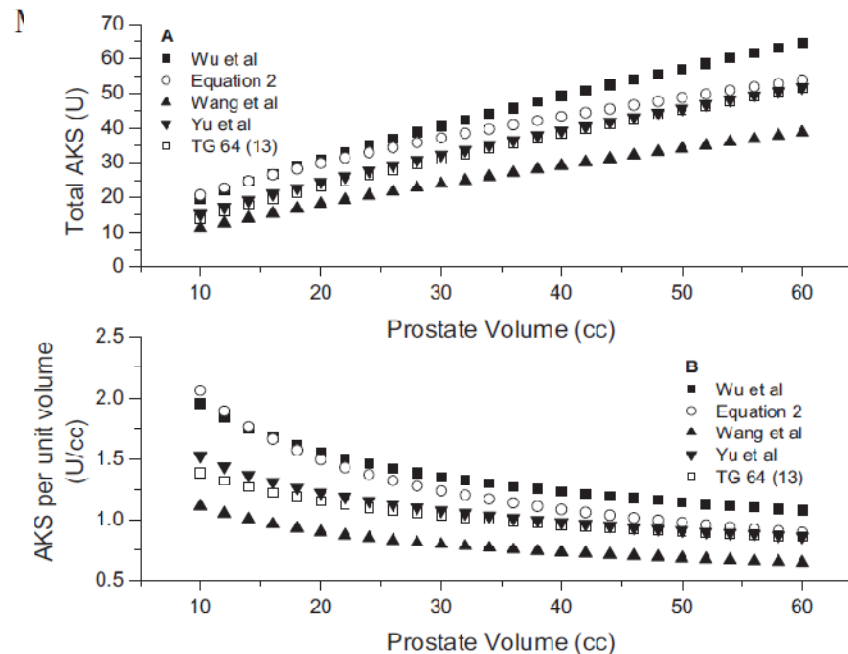 A
Wu et al
Equation 2
Wang et al
Yu et al
TG 64 (13)
Total AKS (U)
70
60
50
40
30
20
10
0
10 20 30 40 50 60
Prostate Volume (cc)
B
Wu et al
Equation 2
Wang et al
Yu et al
TG 64 (13)
AKS per unit volume
(U/cc)
2.5
2.0
1.5
1.0
0.5
10 20 30 40 50 60
Prostate Volume (cc)